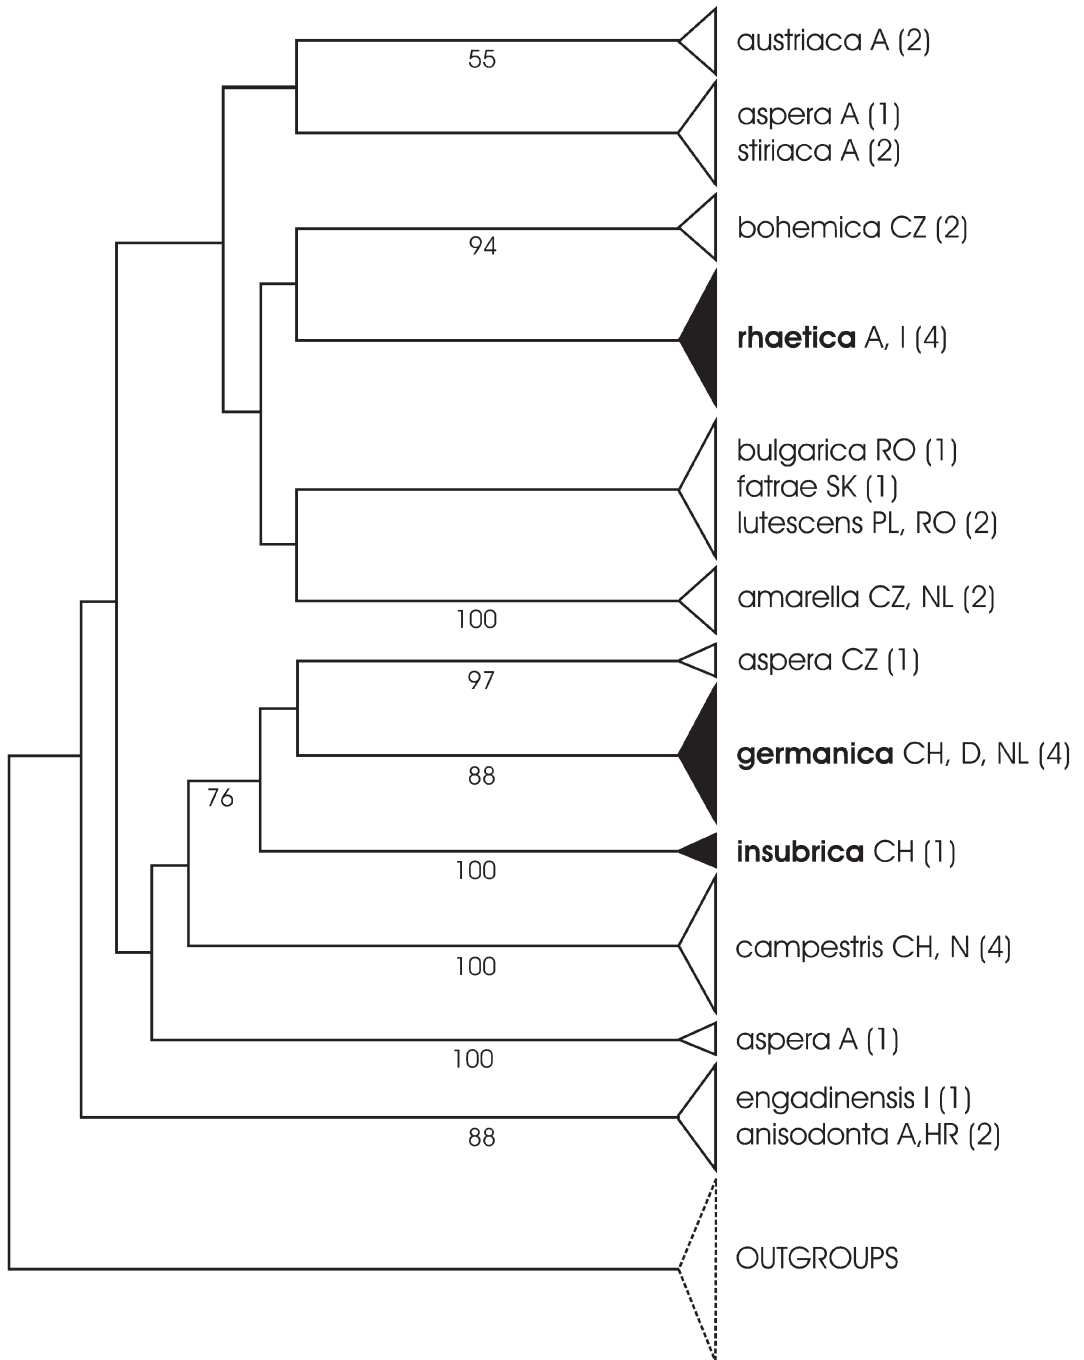 austriaca A (2)
55
aspera A (1)
stiriaca A (2)
bohemica CZ (2)
94
rhaetica A, I (4)
bulgarica RO (1)
fatrae SK (1)
lutescens PL, RO (2)
amarella CZ, NL (2)
100
aspera CZ (1)
97
germanica CH, D, NL (4)
88
76
insubrica CH (1)
100
campestris CH, N (4)
100
aspera A (1)
100
engadinensis I (1)
anisodonta A,HR (2)
88
OUTGROUPS